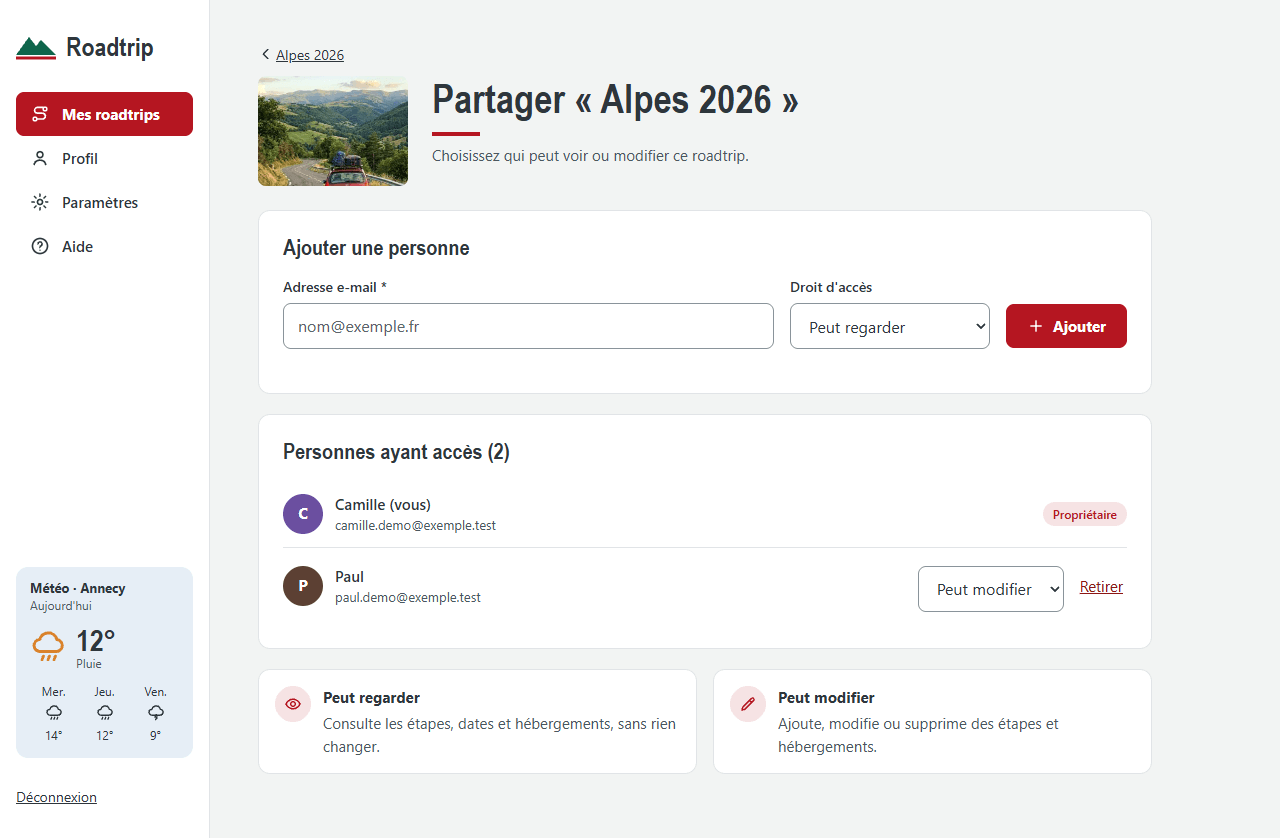 Roadtrip
Mes roadtrips
Profil
Paramètres
Aide
Météo · Annecy
Aujourd'hui
12°
Pluie
Mer. Jeu. Ven.
14° 12° 9°
Déconnexion
Alpes 2026
Partager « Alpes 2026 »
Choisissez qui peut voir ou modifier ce roadtrip.
Ajouter une personne
Adresse e-mail * Droit d'accès
nom@exemple.fr Peut regarder Ajouter
Personnes ayant accès (2)
C
Camille (vous)
camille.demo@exemple.test
Propriétaire
P
Paul
paul.demo@exemple.test
Peut modifier Retirer
Peut regarder
Consulte les étapes, dates et hébergements, sans rien
changer.
Peut modifier
Ajoute, modifie ou supprime des étapes et
hébergements.